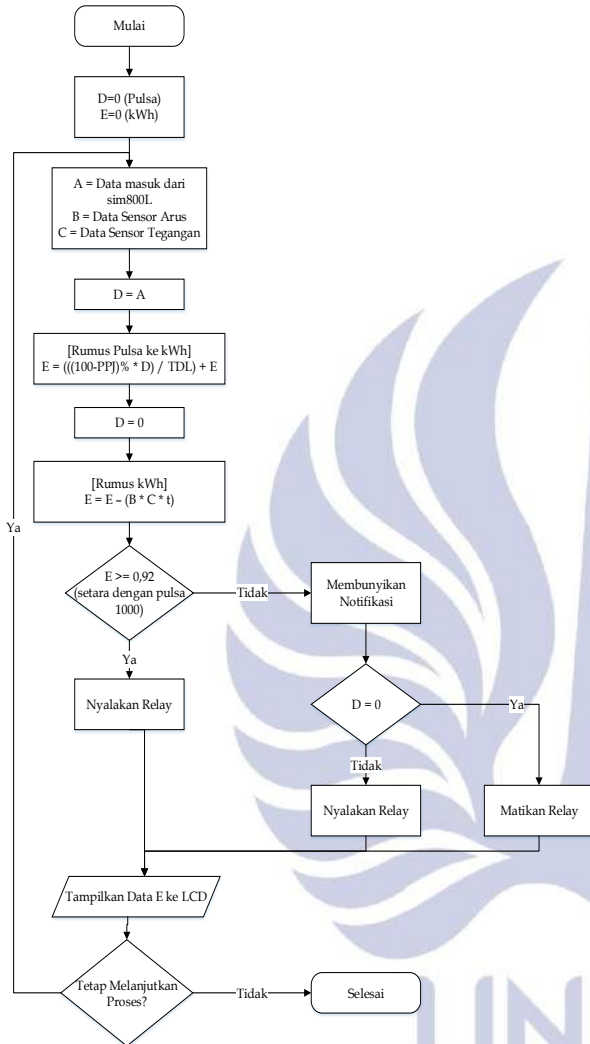 Mulai
D=0 (Pulsa)
E=0 (kWh)
A = Data masuk dari
sim800L
B = Data Sensor Arus
C = Data Sensor Tegangan
D = A
[Rumus Pulsa ke kWh]
E = (((100-PPJ)% * D) / TDL) + E
D = 0
[Rumus kWh]
E = E – (B * C * t)
Ya
E >= 0,92
(setara dengan pulsa
1000)
Tidak
Membunyikan
Notifikasi
Ya
Nyalakan Relay
D = 0
Ya
Tidak
Nyalakan Relay
Matikan Relay
Tampilkan Data E ke LCD
Tetap Melanjutkan
Proses?
Tidak
Selesai
UN